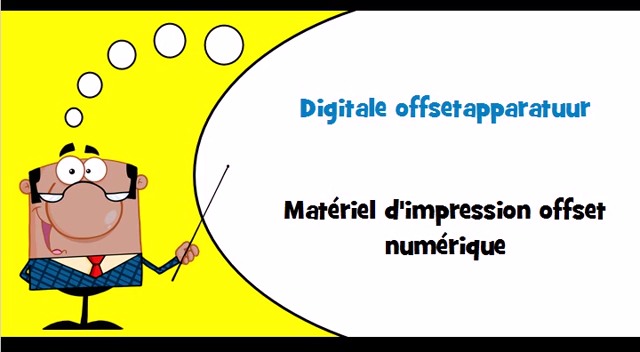 Digitale offsetapparatuur
Matériel d'impression offset
numérique